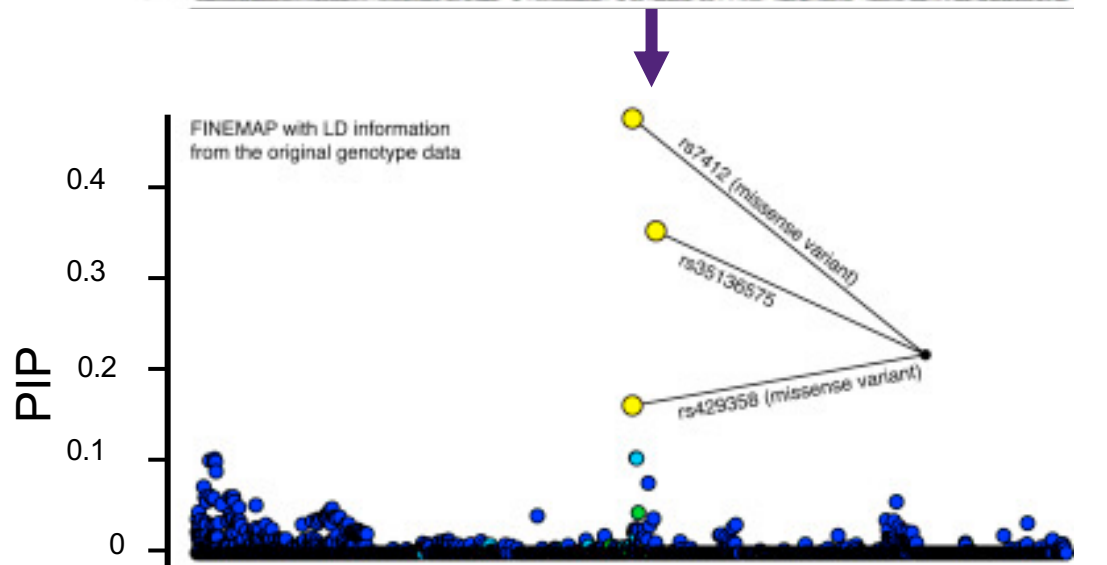 FINEMAP with LD information
from the original genotype data
rs7412 (missense variant)
rs35136575
rs429358 (missense variant)
PIP
0.4
0.3
0.2
0.1
0